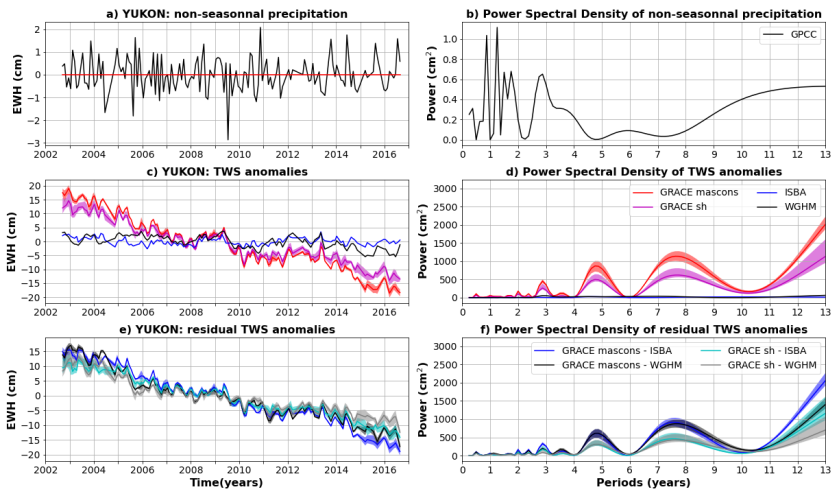 a) YUKON: non-seasonnal precipitation
EWH (cm)
2
1
0
−1
−2
−3
2002 2004 2006 2008 2010 2012 2014 2016
b) Power Spectral Density of non-seasonnal precipitation
GPCC
Power (cm²)
1.0
0.8
0.6
0.4
0.2
0.0
0 1 2 3 4 5 6 7 8 9 10 11 12 13
c) YUKON: TWS anomalies
EWH (cm)
20
15
10
5
0
−5
−10
−15
−20
2002 2004 2006 2008 2010 2012 2014 2016
d) Power Spectral Density of TWS anomalies
GRACE mascons ISBA
GRACE sh WGHM
Power (cm²)
3000
2500
2000
1500
1000
500
0
0 1 2 3 4 5 6 7 8 9 10 11 12 13
e) YUKON: residual TWS anomalies
EWH (cm)
15
10
5
0
−5
−10
−15
−20
2002 2004 2006 2008 2010 2012 2014 2016
Time(years)
f) Power Spectral Density of residual TWS anomalies
GRACE mascons - ISBA GRACE sh - ISBA
GRACE mascons - WGHM GRACE sh - WGHM
Power (cm²)
3000
2500
2000
1500
1000
500
0
0 1 2 3 4 5 6 7 8 9 10 11 12 13
Periods (years)